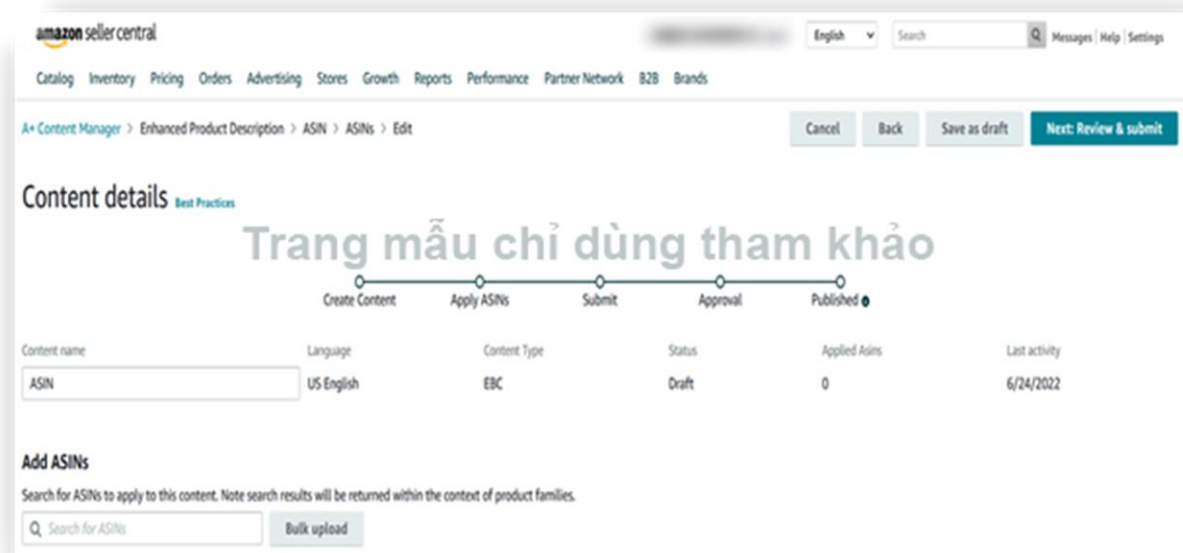 amazon seller central
English
Search
Messages | Help | Settings
Catalog Inventory Pricing Orders Advertising Stores Growth Reports Performance Partner Network B2B Brands
A+ Content Manager > Enhanced Product Description > ASIN > ASINs > Edit
Cancel Back Save as draft Next: Review & submit
Content details Best Practices
Trang mẫu chỉ dùng tham khảo
Create Content Apply ASINs Submit Approval Published
Content name Language Content Type Status Applied Asins Last activity
ASIN US English EBC Draft 0 6/24/2022
Add ASINs
Search for ASINs to apply to this content. Note search results will be returned within the context of product families.
Search for ASINs Bulk upload